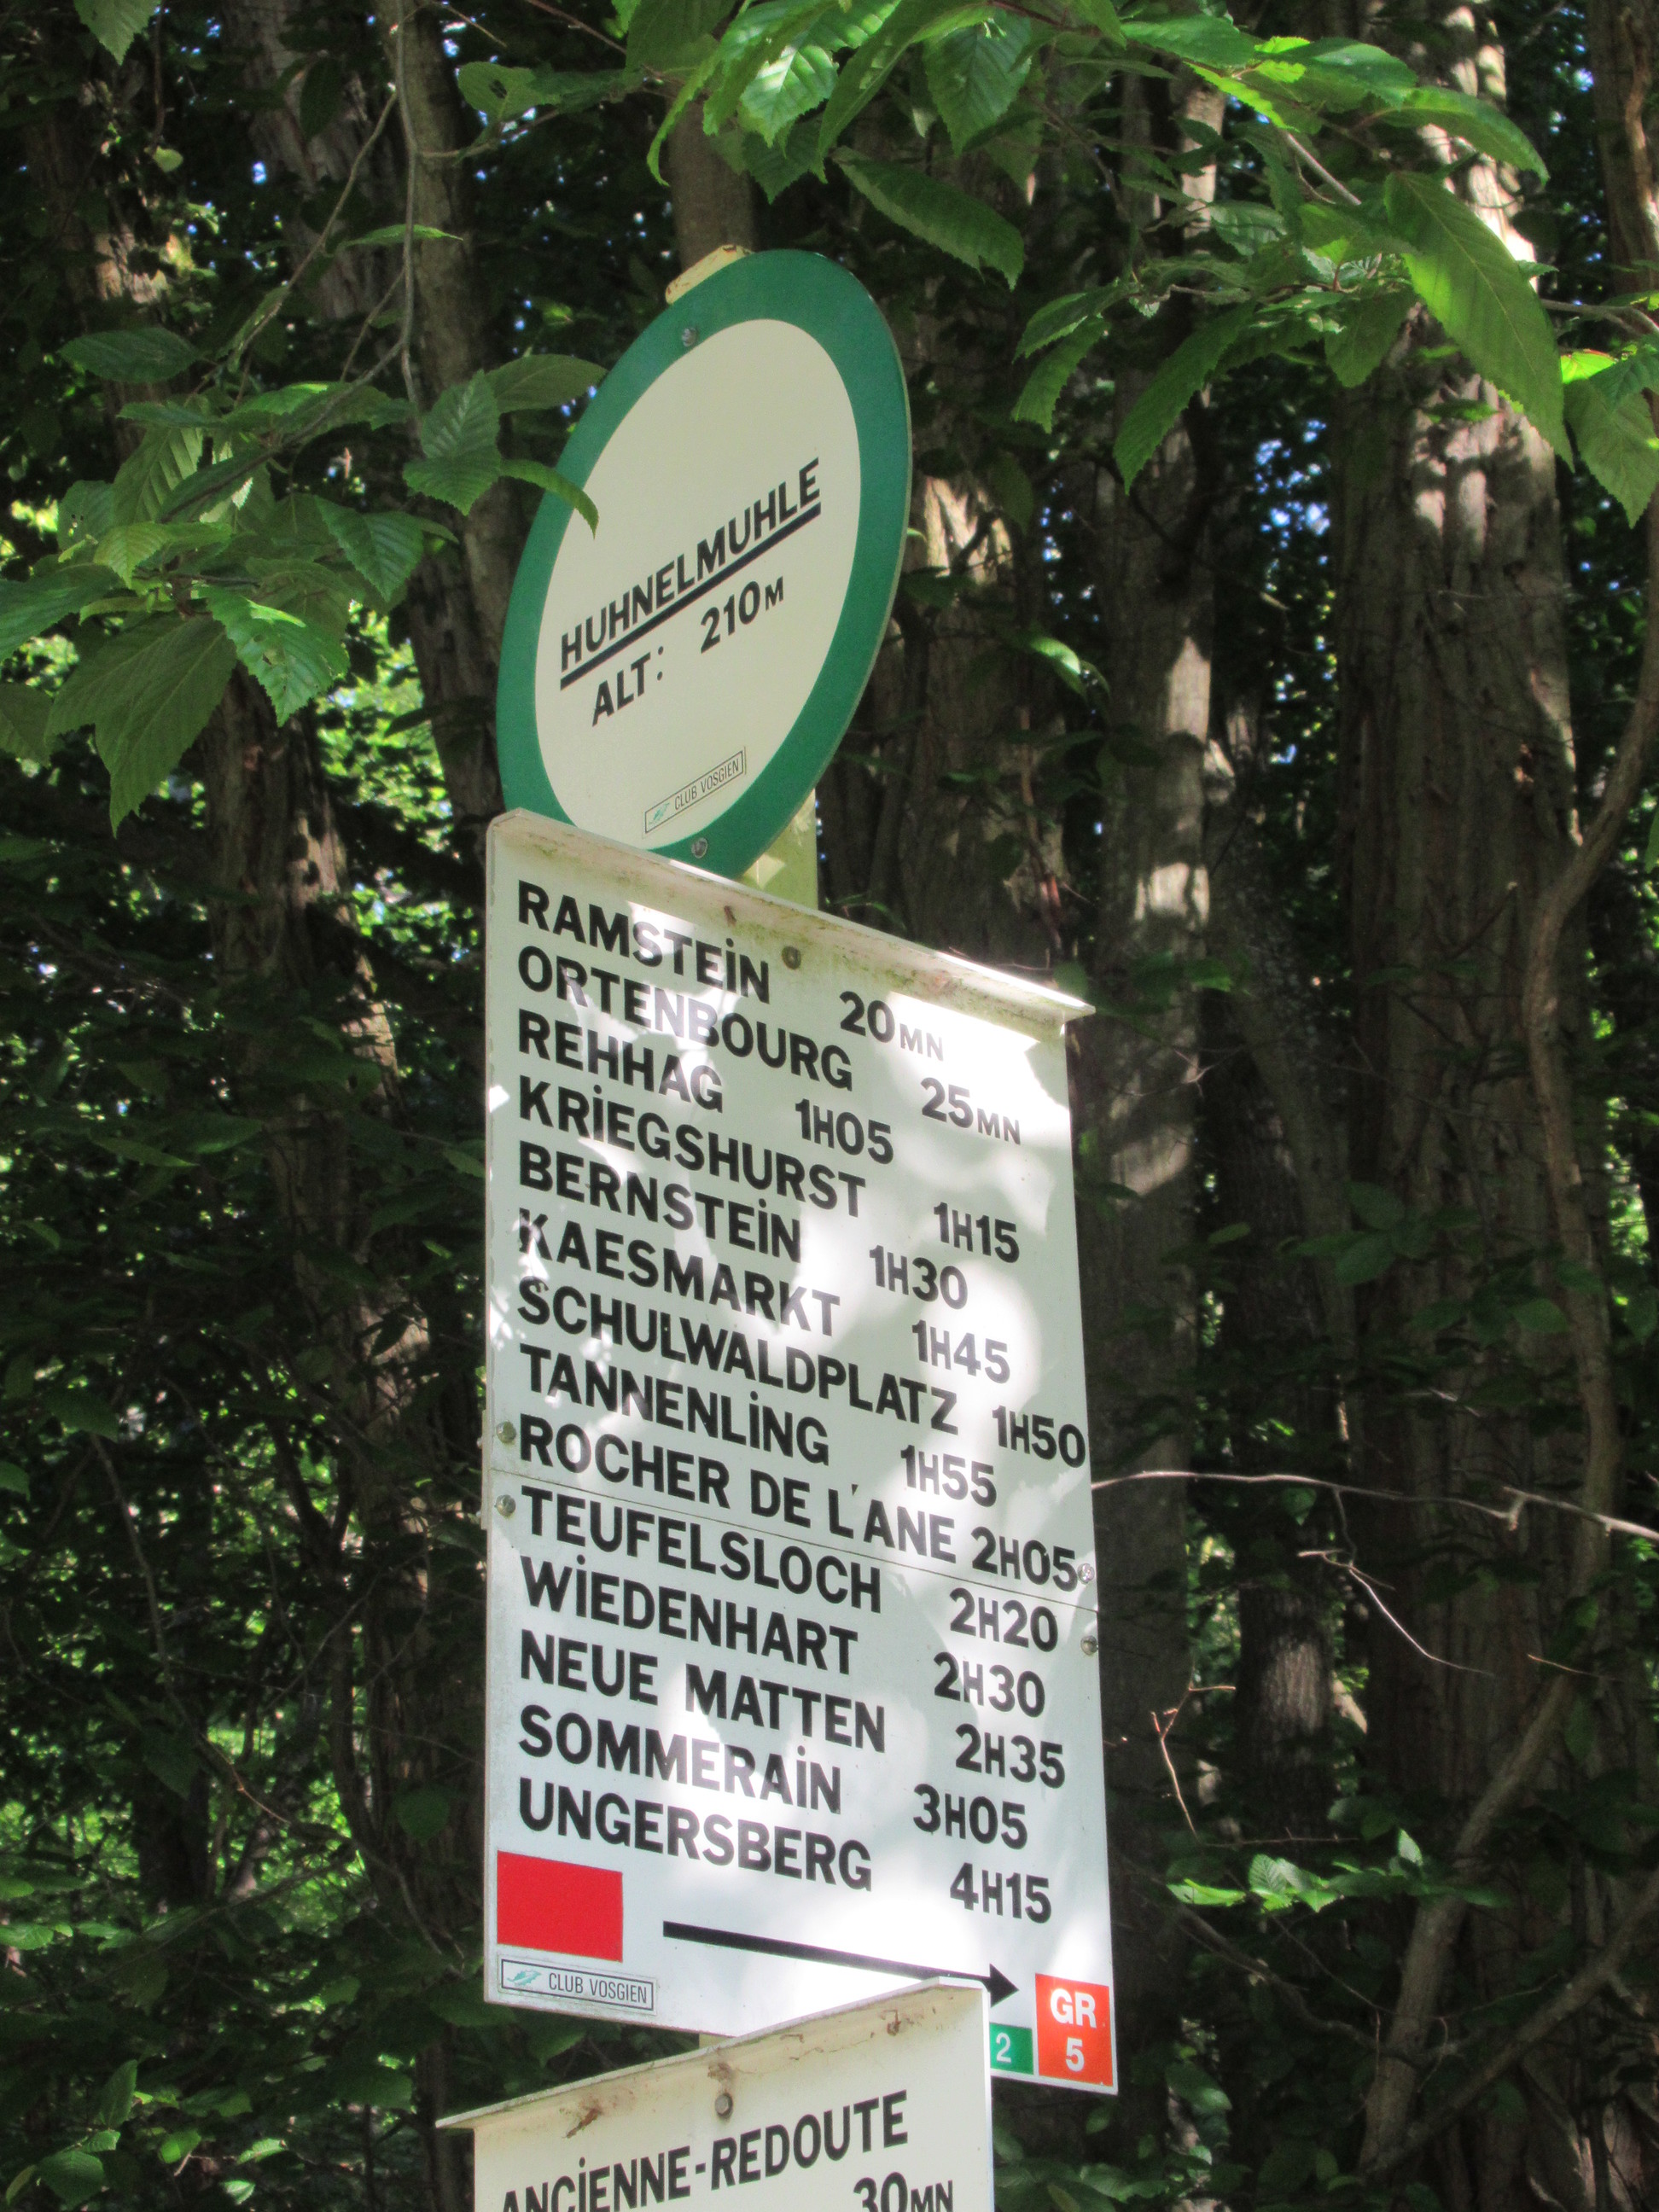 HUHNELMUHLE
ALT: 210M
CLUB VOSGIEN
RAMSTEiN 20MN
ORTENBOURG 25MN
REHHAG 1H05
KRiEGSHURST 1H15
BERNSTEiN 1H30
KAESMARKT 1H45
SCHULWALDPLATZ 1H50
TANNENLiNG 1H55
ROCHER DE L'ANE 2H05
TEUFELSLOCH 2H20
WiEDENHART 2H30
NEUE MATTEN 2H35
SOMMERAiN 3H05
UNGERSBERG 4H15
CLUB VOSGIEN
2
GR
5
ANCiENNE-REDOUTE
30MN